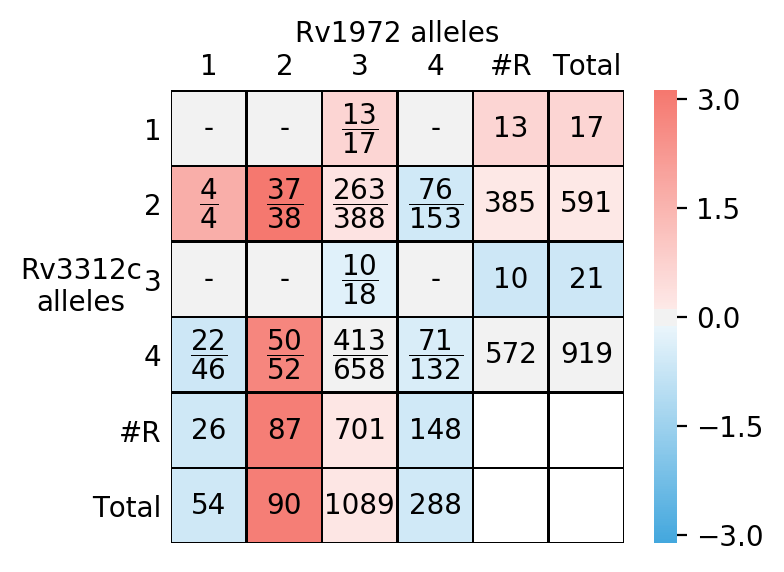 Rv1972 alleles
1 2 3 4 #R Total
1 - - 13/17 - 13 17
2 4/4 37/38 263/388 76/153 385 591
Rv3312c
alleles
3 - - 10/18 - 10 21
4 22/46 50/52 413/658 71/132 572 919
#R 26 87 701 148
Total 54 90 1089 288
3.0
1.5
0.0
−1.5
−3.0